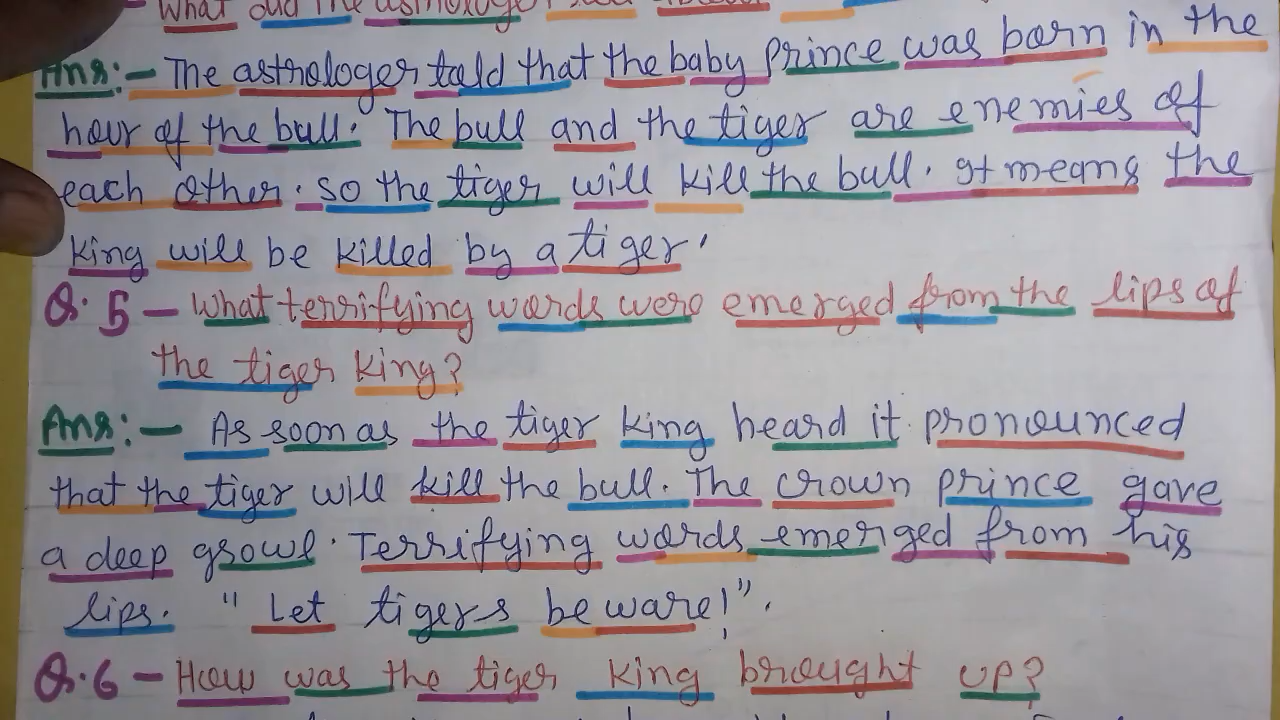 What did the astrologer
Ans:- The astrologer told that the baby Prince was born in the
hour of the bull. The bull and the tiger are enemies of
each other. so the tiger will kill the bull. It means the
King will be killed by a tiger.
Q.5 - What terrifying words were emerged from the lips of
the tiger King?
Ans:- As soon as the tiger king heard it pronounced
that the tiger will kill the bull. The crown prince gave
a deep growl. Terrifying words emerged from his
lips. "Let tigers beware!".
Q.6 - How was the tiger King brought up?